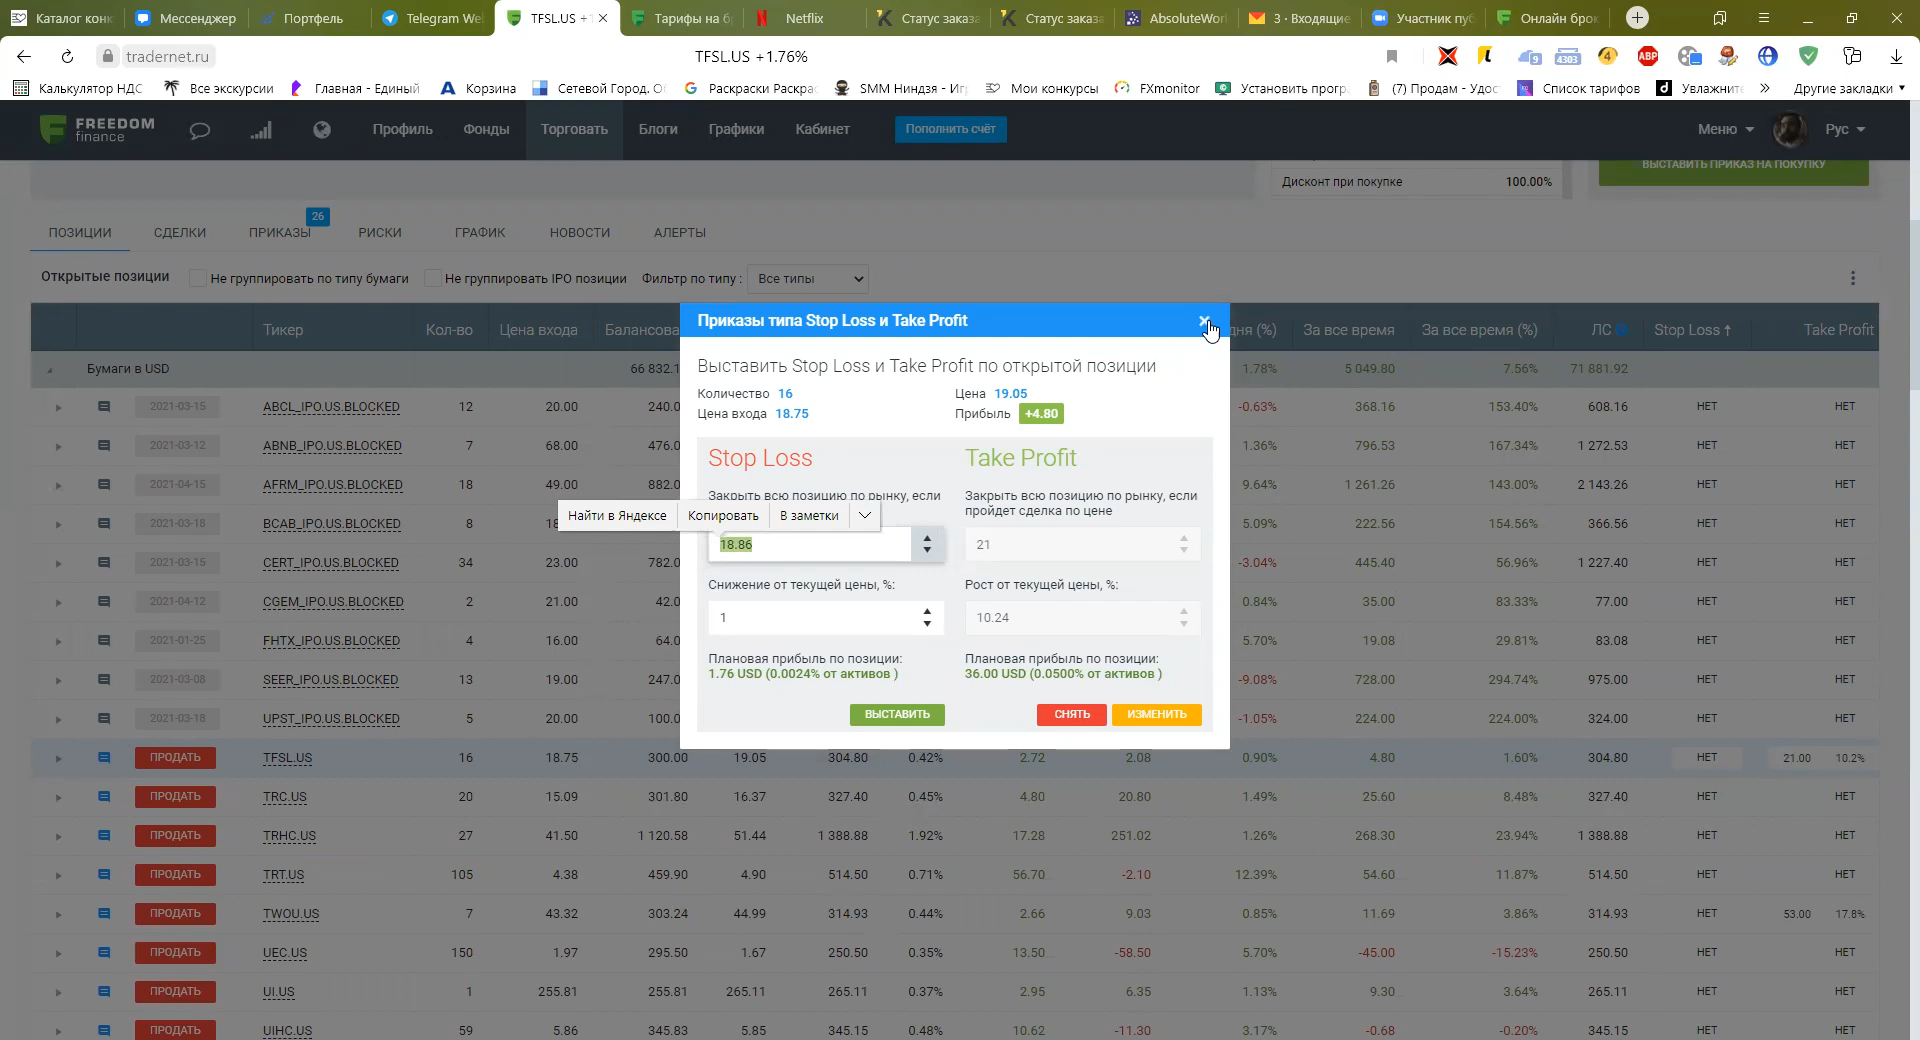 Каталог конк
Мессенджер
Портфель
Telegram We
TFSL.US +1
Тарифы на б
Netflix
Статус заказа
Статус заказа
AbsoluteWor
3 · Входящие
Участник пуб
Онлайн брок
tradernet.ru
TFSL.US +1.76%
9
4303
4
ABP
Калькулятор НДС
Все экскурсии
Главная - Единый
Корзина
Сетевой Город. Об
Раскраски Раскрас
SMM Ниндзя - Игр
Мои конкурсы
FXmonitor
Установить прогр
(7) Продам - Удос
Список тарифов
Увлажните
»
Другие закладки
FREEDOM
finance
Профиль
Фонды
Торговать
Блоги
Графики
Кабинет
Пополнить счёт
Меню
Рус
Дисконт при покупке 100.00%
ВЫСТАВИТЬ ПРИКАЗ НА ПОКУПКУ
26
ПОЗИЦИИ
СДЕЛКИ
ПРИКАЗЫ
РИСКИ
ГРАФИК
НОВОСТИ
АЛЕРТЫ
Открытые позиции
Не группировать по типу бумаги
Не группировать IPO позиции
Фильтр по типу :
Все типы
Тикер Кол-во Цена входа Балансова дня (%) За все время За все время (%) ЛС Stop Loss ↑ Take Profit
Бумаги в USD 66 832.1 1.78% 5 049.80 7.56% 71 881.92
2021-03-15 ABCL_IPO.US.BLOCKED 12 20.00 240.0 -0.63% 368.16 153.40% 608.16 НЕТ НЕТ
2021-03-12 ABNB_IPO.US.BLOCKED 7 68.00 476.0 1.36% 796.53 167.34% 1 272.53 НЕТ НЕТ
2021-04-15 AFRM_IPO.US.BLOCKED 18 49.00 882.0 9.64% 1 261.26 143.00% 2 143.26 НЕТ НЕТ
2021-03-18 BCAB_IPO.US.BLOCKED 8 18 5.09% 222.56 154.56% 366.56 НЕТ НЕТ
2021-03-15 CERT_IPO.US.BLOCKED 34 23.00 782.0 -3.04% 445.40 56.96% 1 227.40 НЕТ НЕТ
2021-04-12 CGEM_IPO.US.BLOCKED 2 21.00 42.0 0.84% 35.00 83.33% 77.00 НЕТ НЕТ
2021-01-25 FHTX_IPO.US.BLOCKED 4 16.00 64.0 5.70% 19.08 29.81% 83.08 НЕТ НЕТ
2021-03-08 SEER_IPO.US.BLOCKED 13 19.00 247.0 -9.08% 728.00 294.74% 975.00 НЕТ НЕТ
2021-03-18 UPST_IPO.US.BLOCKED 5 20.00 100.0 -1.05% 224.00 224.00% 324.00 НЕТ НЕТ
ПРОДАТЬ TFSL.US 16 18.75 300.00 19.05 304.80 0.42% 2.72 2.08 0.90% 4.80 1.60% 304.80 НЕТ 21.00 10.2%
ПРОДАТЬ TRC.US 20 15.09 301.80 16.37 327.40 0.45% 4.80 20.80 1.49% 25.60 8.48% 327.40 НЕТ НЕТ
ПРОДАТЬ TRHC.US 27 41.50 1 120.58 51.44 1 388.88 1.92% 17.28 251.02 1.26% 268.30 23.94% 1 388.88 НЕТ НЕТ
ПРОДАТЬ TRT.US 105 4.38 459.90 4.90 514.50 0.71% 56.70 -2.10 12.39% 54.60 11.87% 514.50 НЕТ НЕТ
ПРОДАТЬ TWOU.US 7 43.32 303.24 44.99 314.93 0.44% 2.66 9.03 0.85% 11.69 3.86% 314.93 НЕТ 53.00 17.8%
ПРОДАТЬ UEC.US 150 1.97 295.50 1.67 250.50 0.35% 13.50 -58.50 5.70% -45.00 -15.23% 250.50 НЕТ НЕТ
ПРОДАТЬ UI.US 1 255.81 255.81 265.11 265.11 0.37% 2.95 6.35 1.13% 9.30 3.64% 265.11 НЕТ НЕТ
ПРОДАТЬ UIHC.US 59 5.86 345.83 5.85 345.15 0.48% 10.62 -11.30 3.17% -0.68 -0.20% 345.15 НЕТ НЕТ
Приказы типа Stop Loss и Take Profit
Выставить Stop Loss и Take Profit по открытой позиции
Количество 16 Цена 19.05
Цена входа 18.75 Прибыль +4.80
Stop Loss
Закрыть всю позицию по рынку, если
Найти в Яндексе Копировать В заметки
18.86
Снижение от текущей цены, %:
1
Плановая прибыль по позиции:
1.76 USD (0.0024% от активов )
ВЫСТАВИТЬ
Take Profit
Закрыть всю позицию по рынку, если
пройдет сделка по цене
21
Рост от текущей цены, %:
10.24
Плановая прибыль по позиции:
36.00 USD (0.0500% от активов )
СНЯТЬ
ИЗМЕНИТЬ